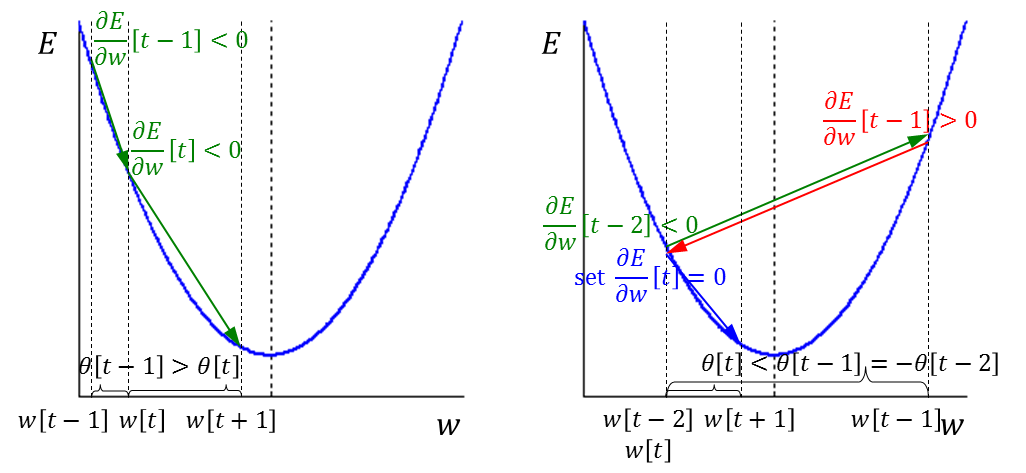 E
∂E/∂w [t − 1] < 0
∂E/∂w [t] < 0
θ[t − 1] > θ[t]
w[t − 1] w[t] w[t + 1]
w
E
∂E/∂w [t − 1] > 0
∂E/∂w [t − 2] < 0
set ∂E/∂w [t] = 0
θ[t] < θ[t − 1] = −θ[t − 2]
w[t − 2] w[t + 1] w[t − 1] w
w[t]